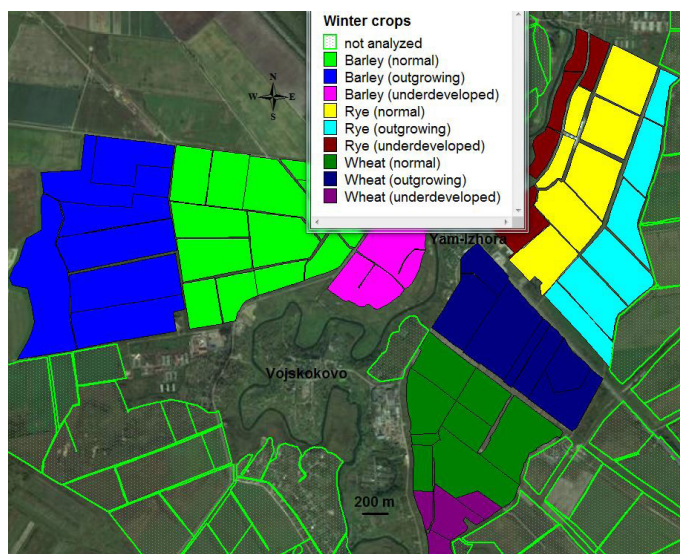 Winter crops
not analyzed
Barley (normal)
Barley (outgrowing)
Barley (underdeveloped)
Rye (normal)
Rye (outgrowing)
Rye (underdeveloped)
Wheat (normal)
Wheat (outgrowing)
Wheat (underdeveloped)
N
W E
S
Yam-Izhora
Vojskokovo
200 m